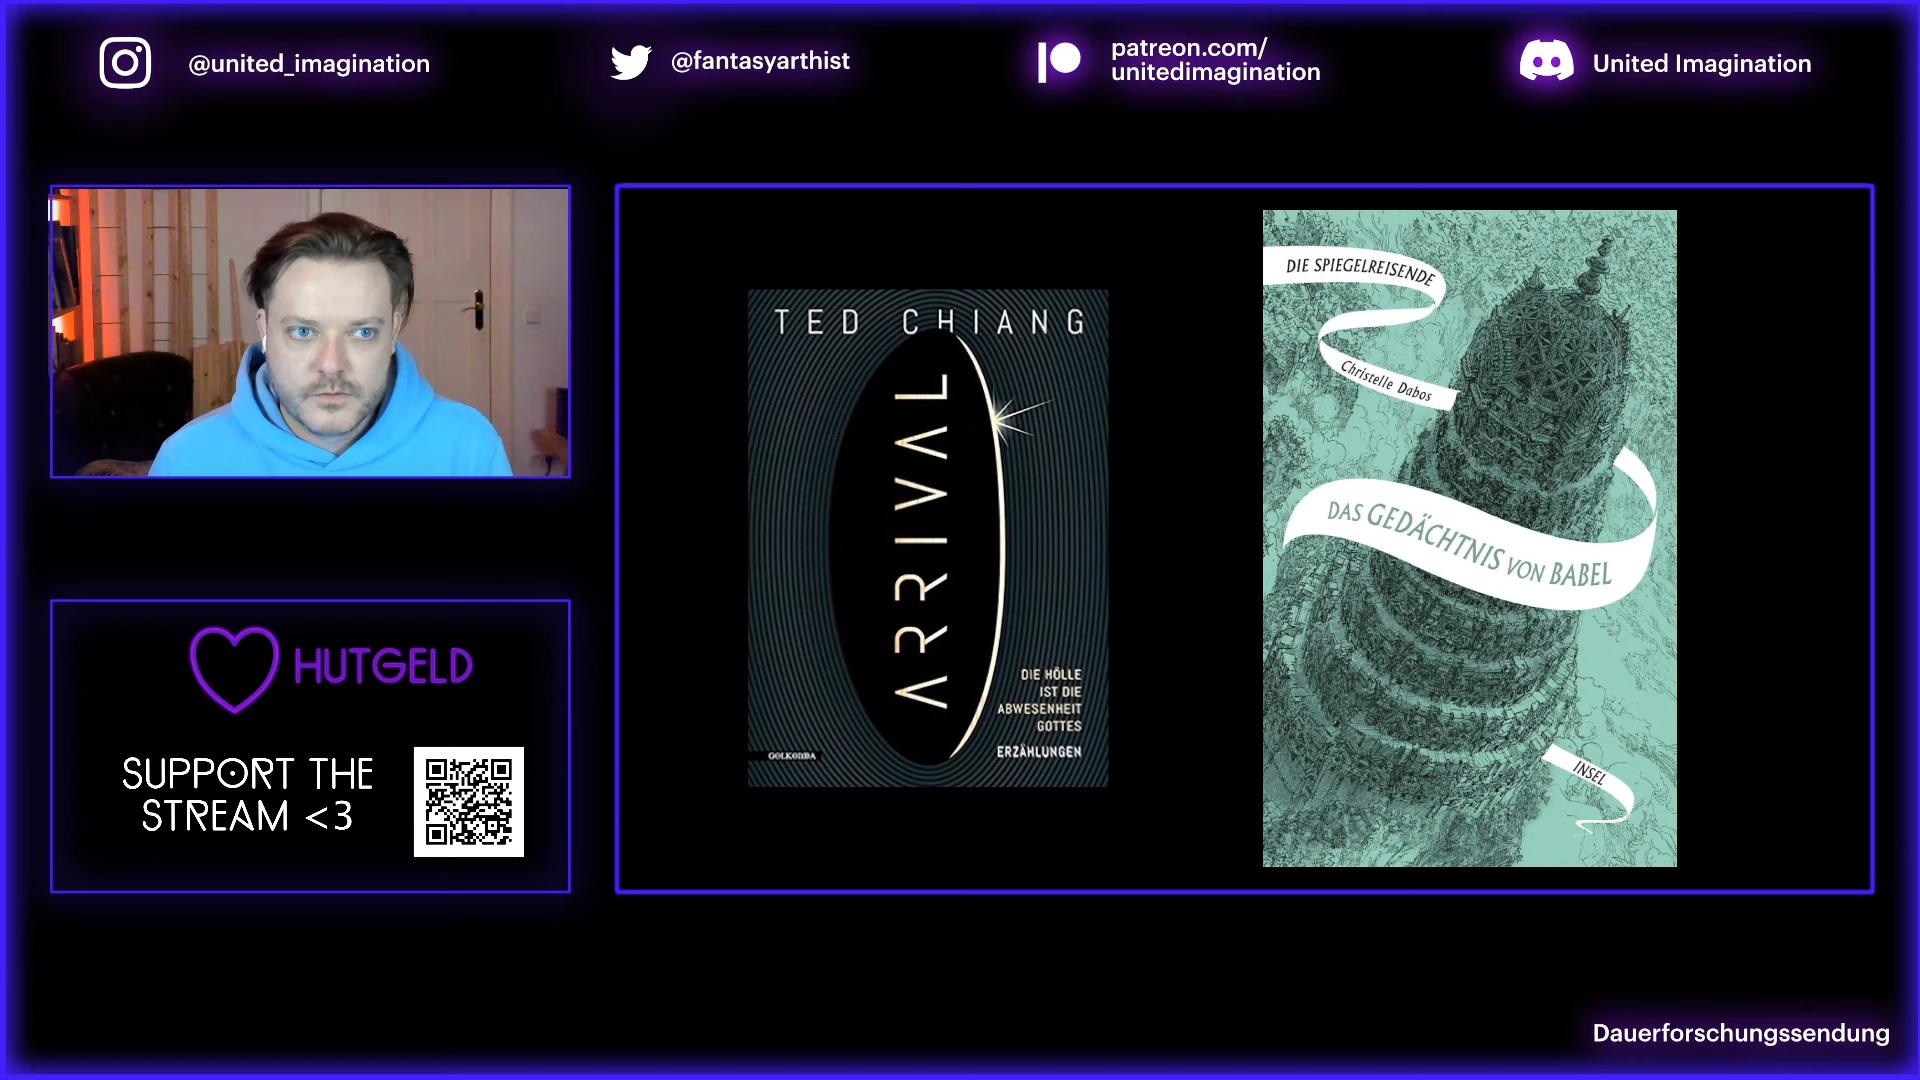 @united_imagination
@fantasyarthist
patreon.com/
unitedimagination
United Imagination
TED CHIANG
ARRIVAL
DIE HÖLLE
IST DIE
ABWESENHEIT
GOTTES
ERZÄHLUNGEN
GOLKONDA
DIE SPIEGELREISENDE
Christelle Dabos
DAS GEDÄCHTNIS VON BABEL
INSEL
HUTGELD
SUPPORT THE
STREAM <3
Dauerforschungssendung